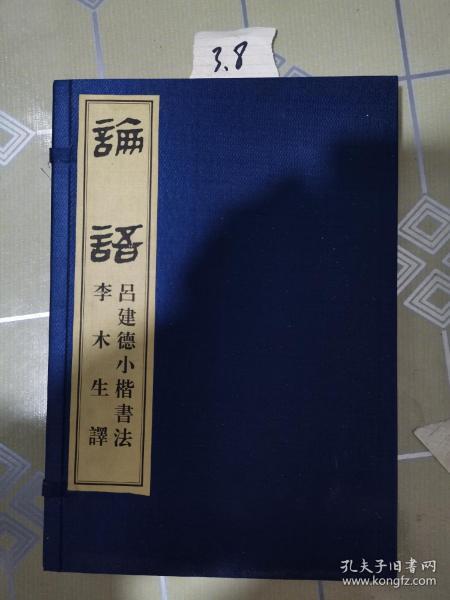 3.8
論語
呂建德小楷書法
李木生譯
孔夫子旧书网
www.kongfz.com